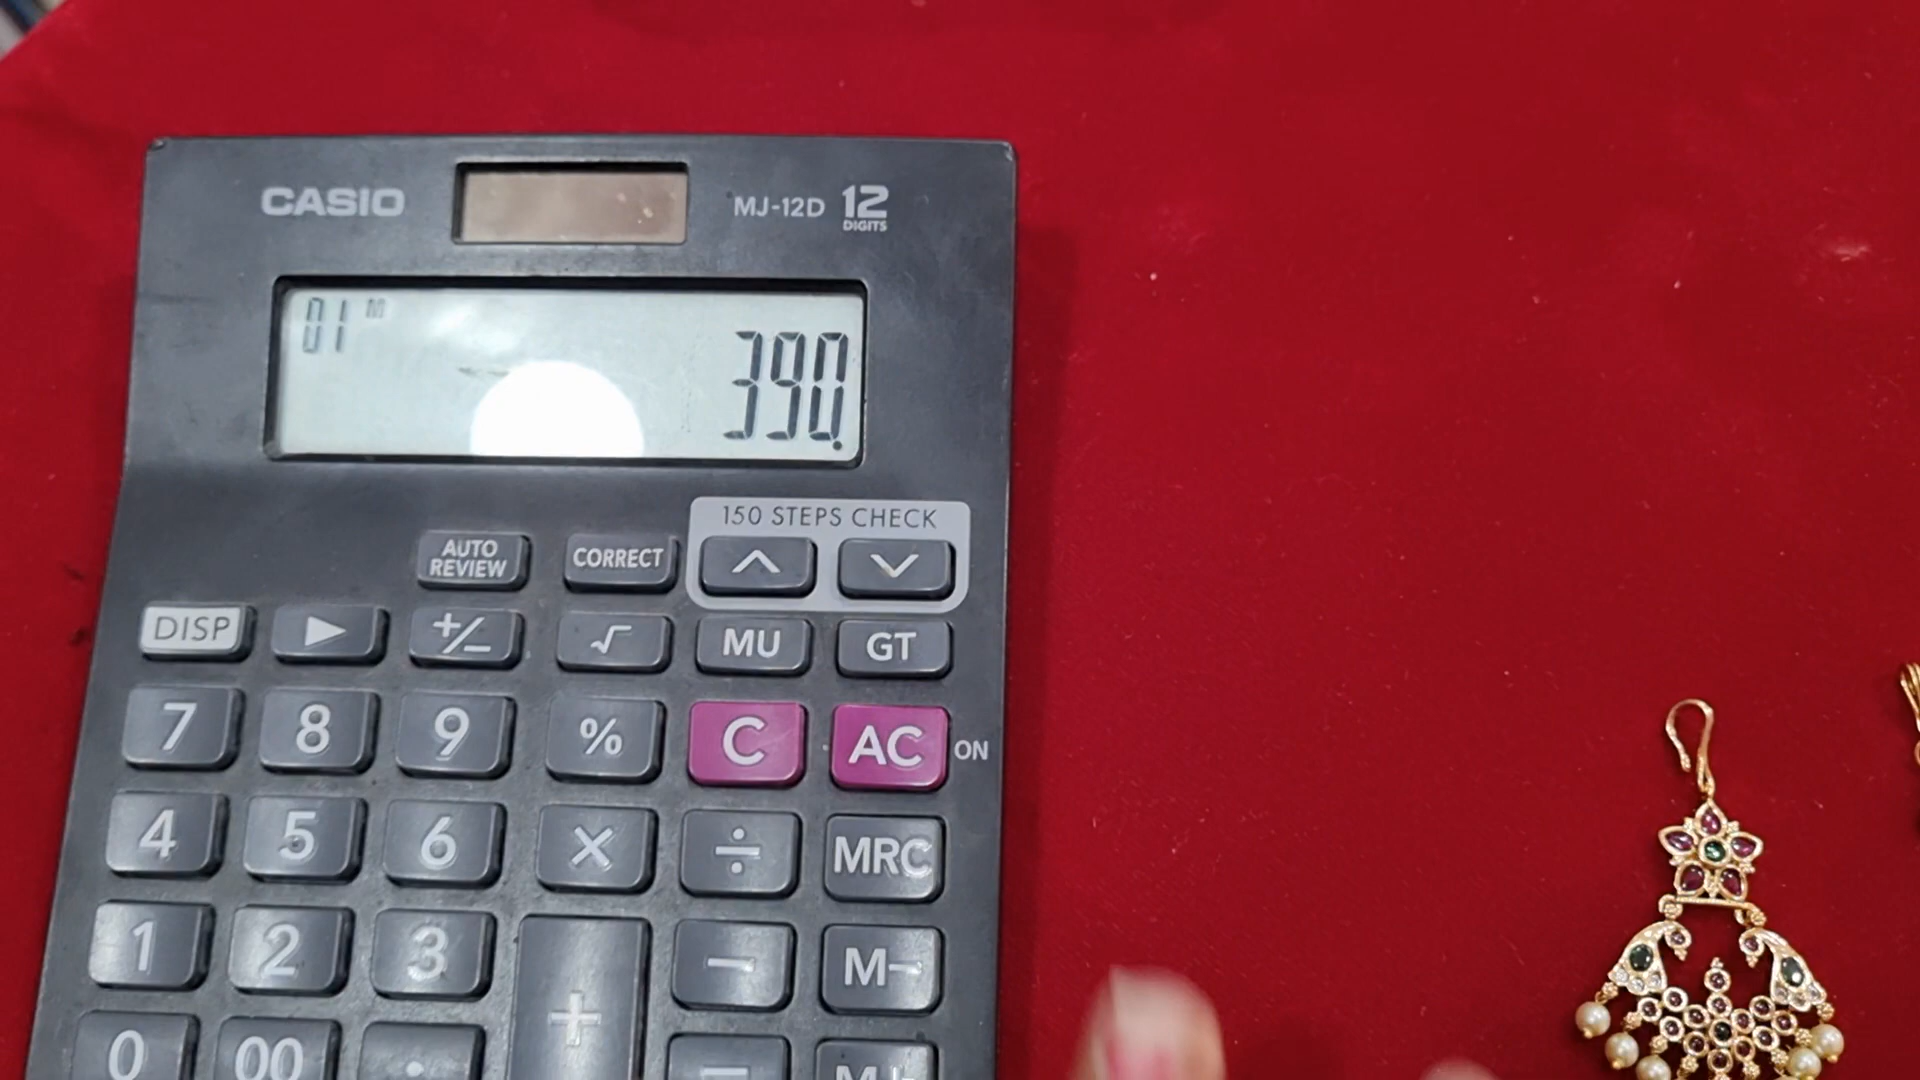 CASIO MJ-12D 12 DIGITS
01 M
390.
150 STEPS CHECK
AUTO REVIEW CORRECT
DISP +/− √ MU GT
7 8 9 % C AC ON
4 5 6 × ÷ MRC
1 2 3 − M−
0 00 . +